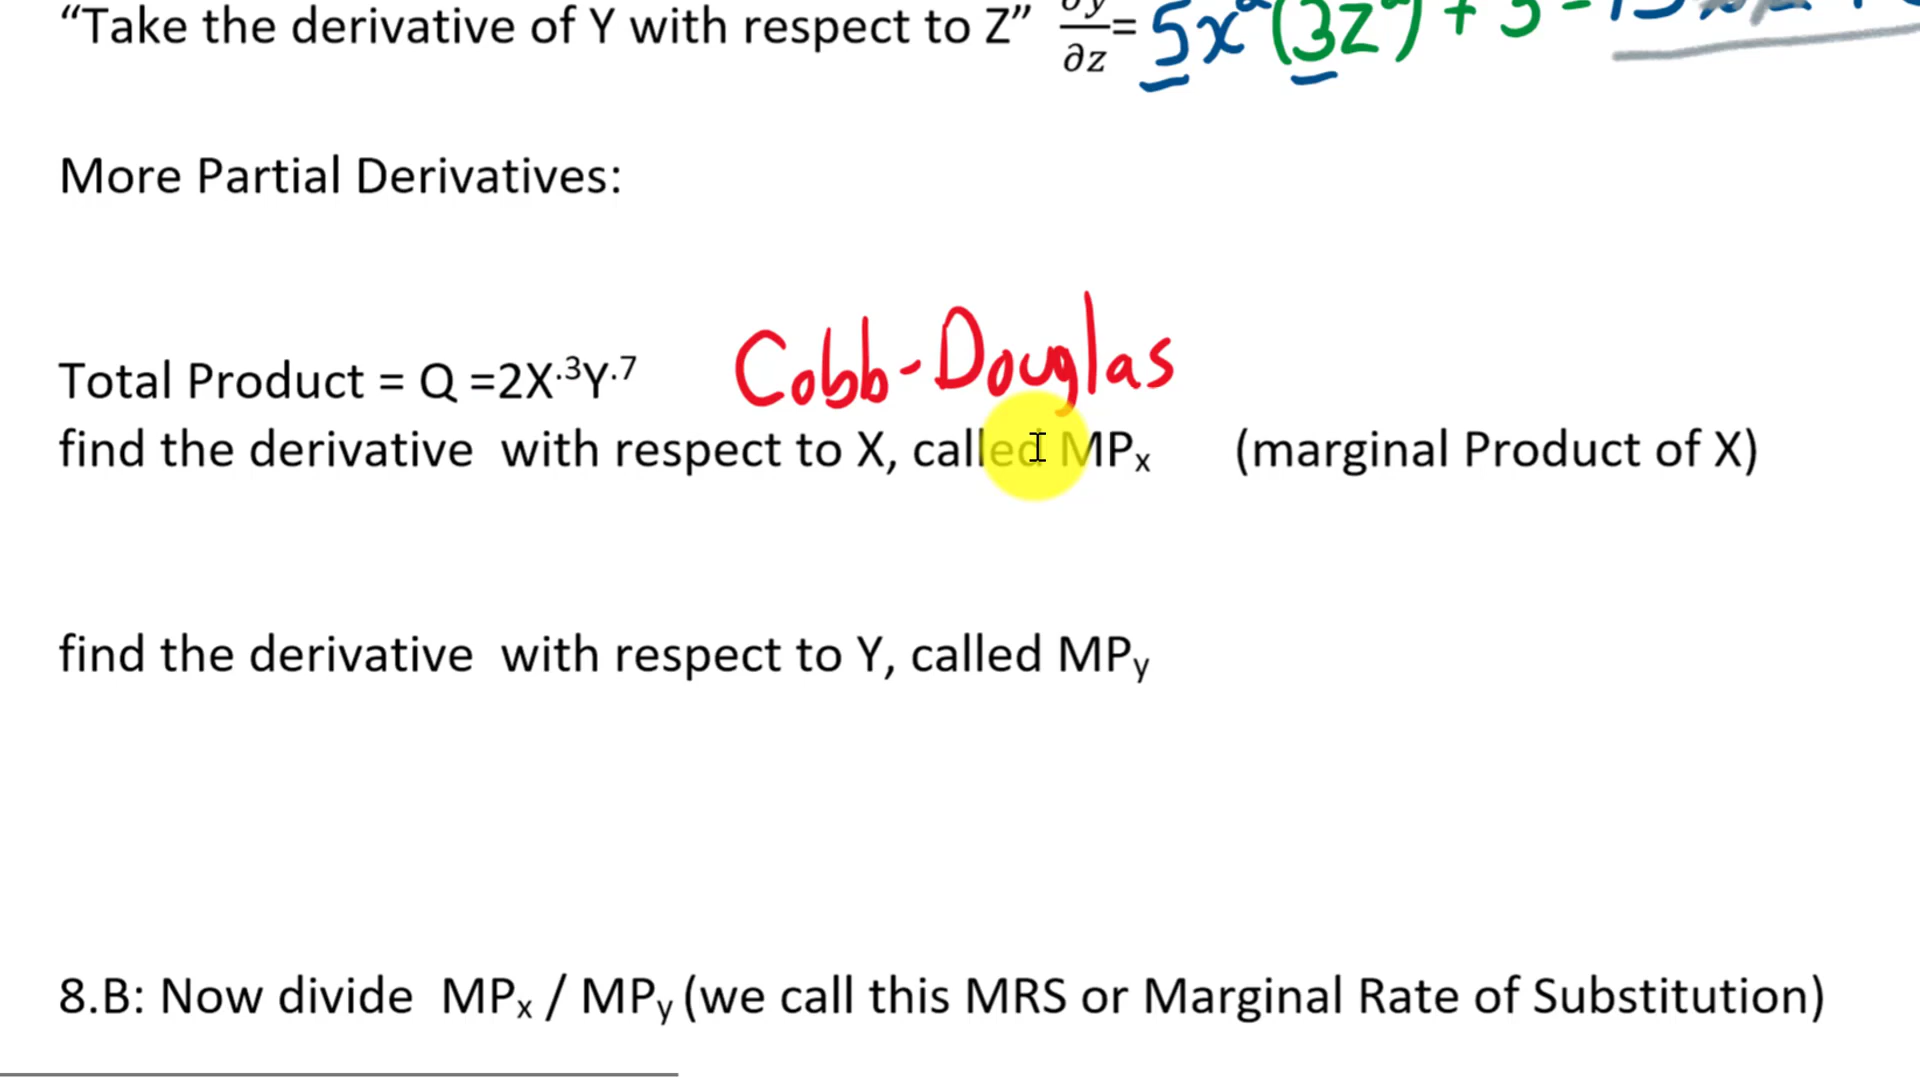 “Take the derivative of Y with respect to Z” ∂y/∂z = 5x²(3z²) + 3 =
More Partial Derivatives:
Cobb-Douglas
Total Product = Q =2X^.3Y^.7
find the derivative with respect to X, called MPx (marginal Product of X)
find the derivative with respect to Y, called MPy
8.B: Now divide MPx / MPy (we call this MRS or Marginal Rate of Substitution)